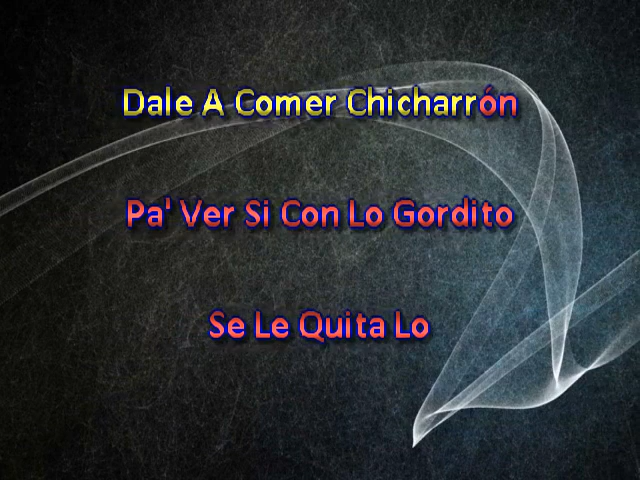 Dale A Comer Chicharrón
Pa' Ver Si Con Lo Gordito
Se Le Quita Lo